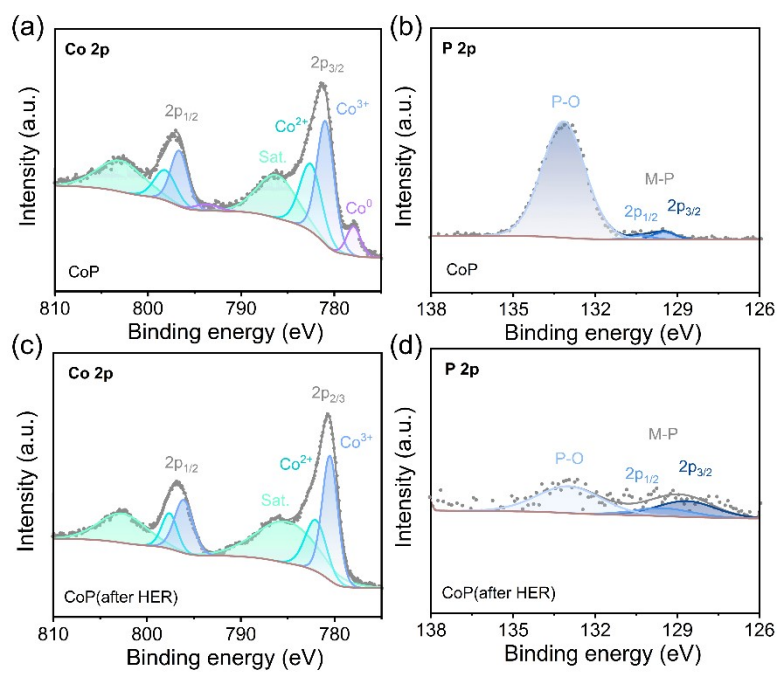 (a)
Co 2p
2p₃/₂
2p₁/₂
Co²⁺
Co³⁺
Sat.
Co⁰
CoP
Intensity (a.u.)
810 800 790 780
Binding energy (eV)
(b)
P 2p
P-O
M-P
2p₁/₂
2p₃/₂
CoP
Intensity (a.u.)
138 135 132 129 126
Binding energy (eV)
(c)
Co 2p
2p₂/₃
2p₁/₂
Co²⁺
Co³⁺
Sat.
CoP(after HER)
Intensity (a.u.)
810 800 790 780
Binding energy (eV)
(d)
P 2p
M-P
P-O
2p₁/₂
2p₃/₂
CoP(after HER)
Intensity (a.u.)
138 135 132 129 126
Binding energy (eV)